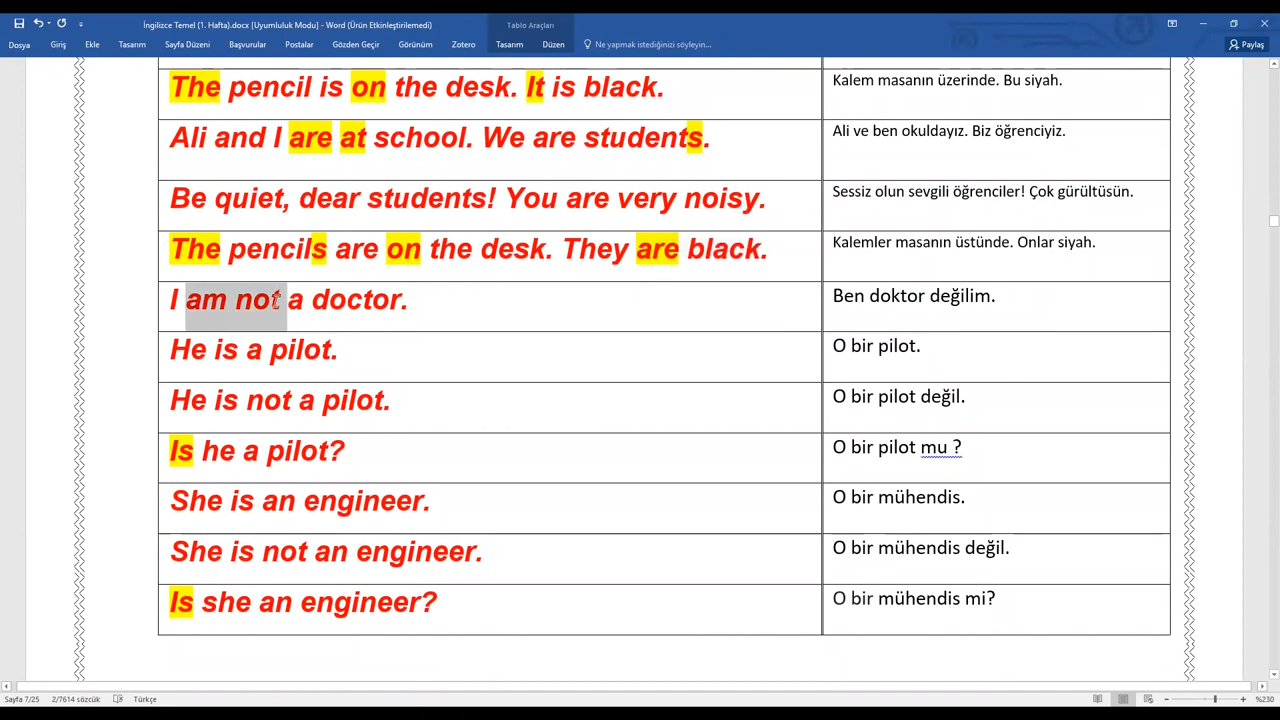 İngilizce Temel (1. Hafta).docx [Uyumluluk Modu] - Word (Ürün Etkinleştirilemedi)
Tablo Araçları
Dosya Giriş Ekle Tasarım Sayfa Düzeni Başvurular Postalar Gözden Geçir Görünüm Zotero Tasarım Düzen Ne yapmak istediğinizi söyleyin... Paylaş
The pencil is on the desk. It is black. Kalem masanın üzerinde. Bu siyah.
Ali and I are at school. We are students. Ali ve ben okuldayız. Biz öğrenciyiz.
Be quiet, dear students! You are very noisy. Sessiz olun sevgili öğrenciler! Çok gürültüsün.
The pencils are on the desk. They are black. Kalemler masanın üstünde. Onlar siyah.
I am not a doctor. Ben doktor değilim.
He is a pilot. O bir pilot.
He is not a pilot. O bir pilot değil.
Is he a pilot? O bir pilot mu ?
She is an engineer. O bir mühendis.
She is not an engineer. O bir mühendis değil.
Is she an engineer? O bir mühendis mi?
Sayfa 7/25 2/7614 sözcük Türkçe %230